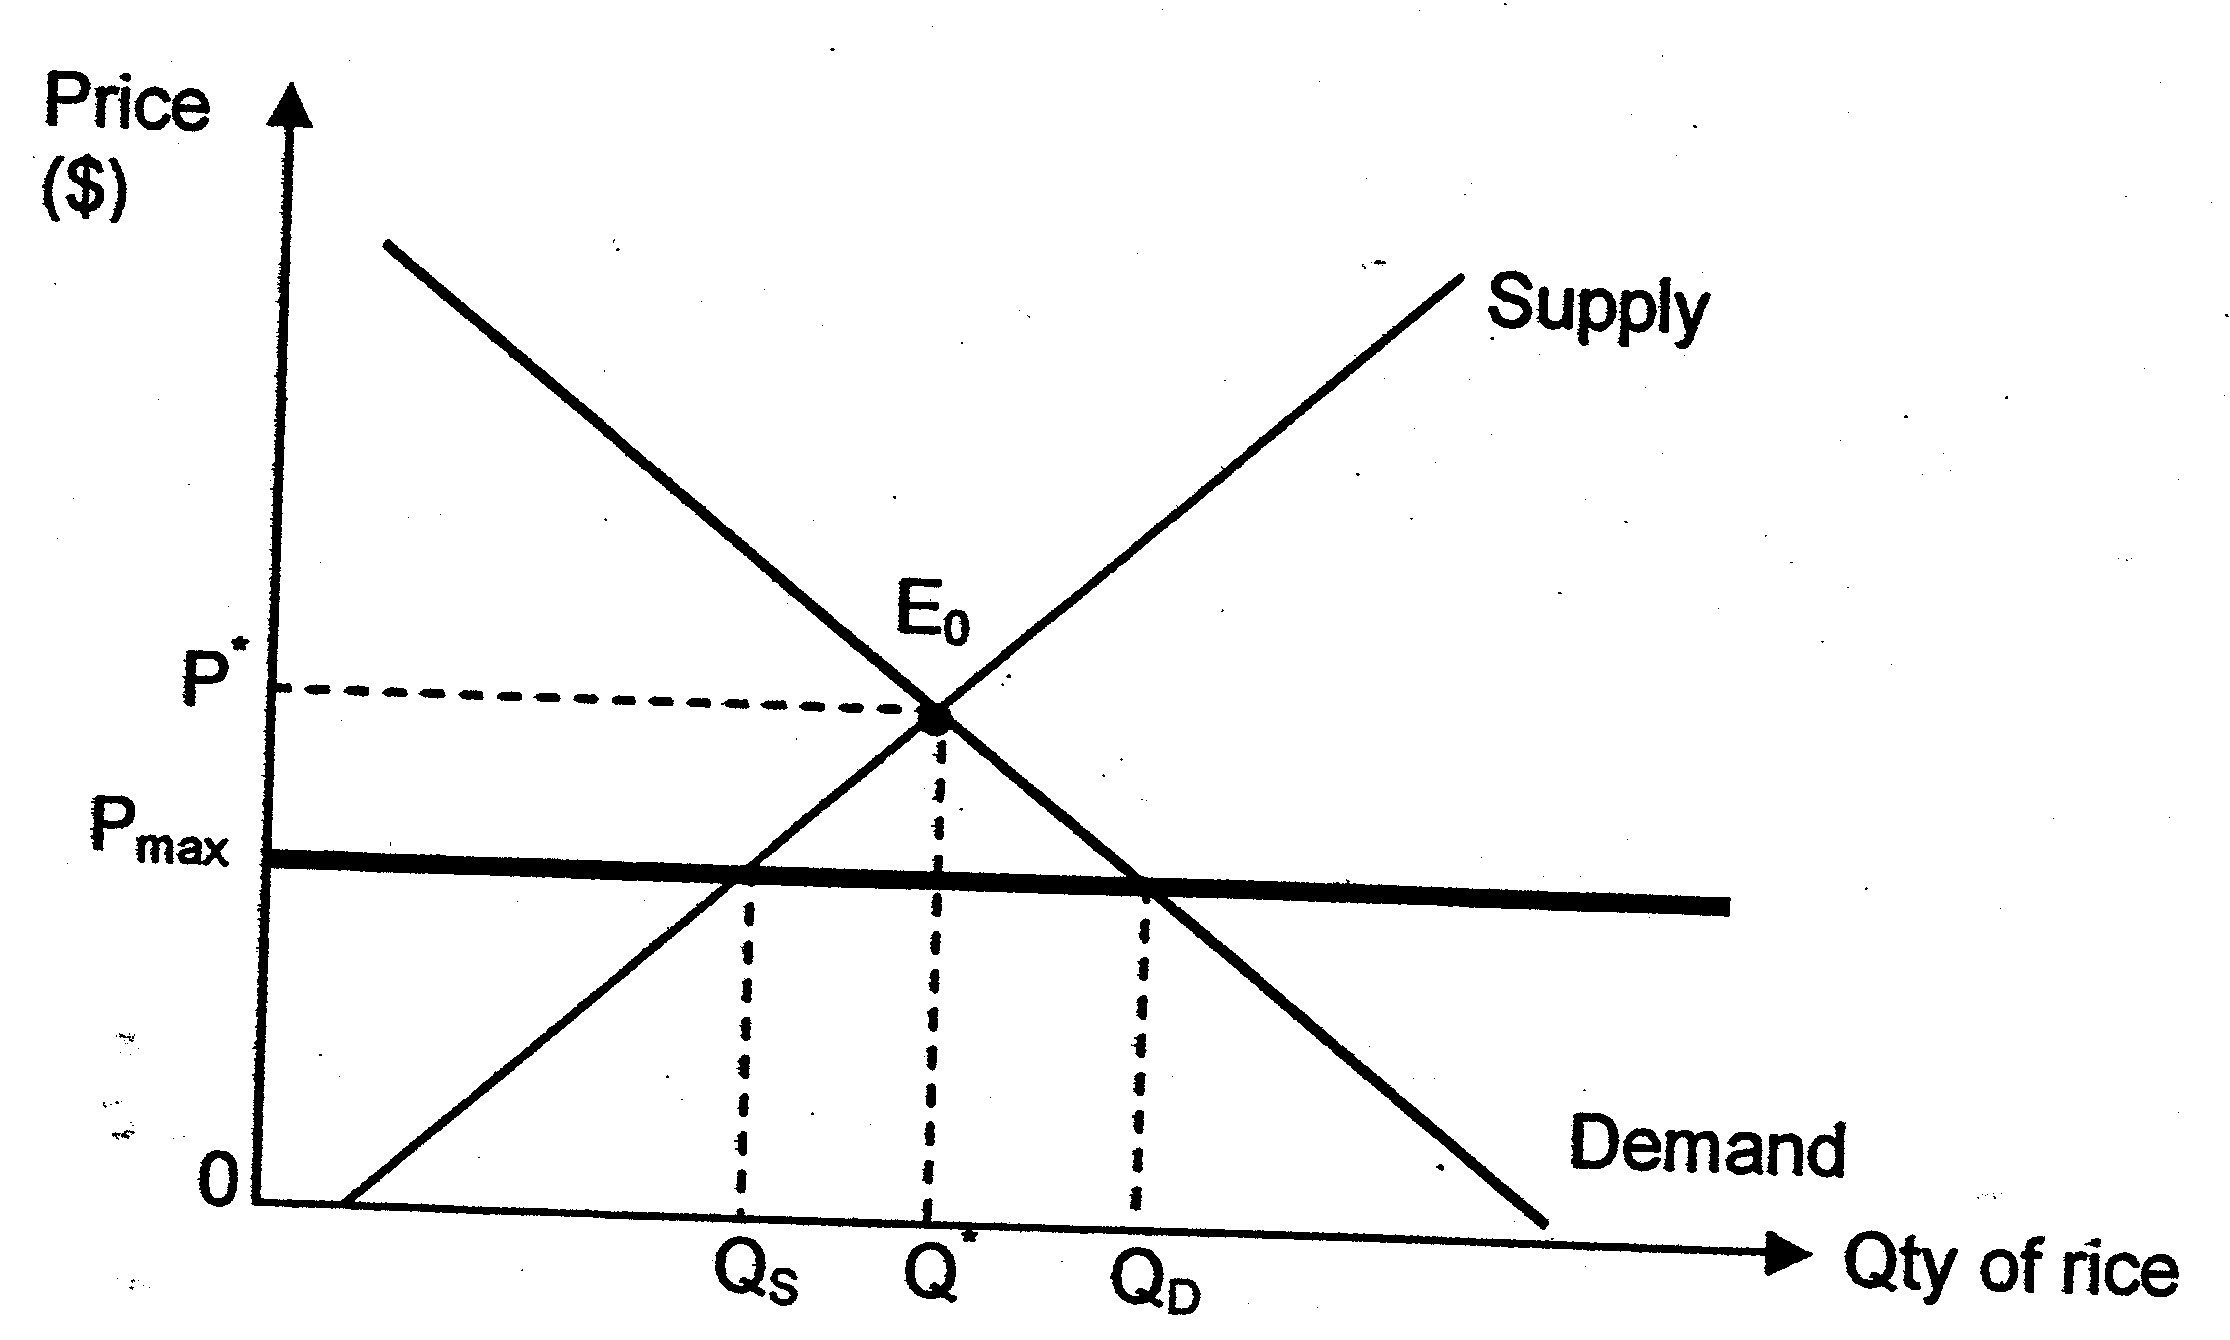 Price
($)
Supply
E₀
P*
Pmax
Demand
0
QS
Q*
QD
Qty of rice